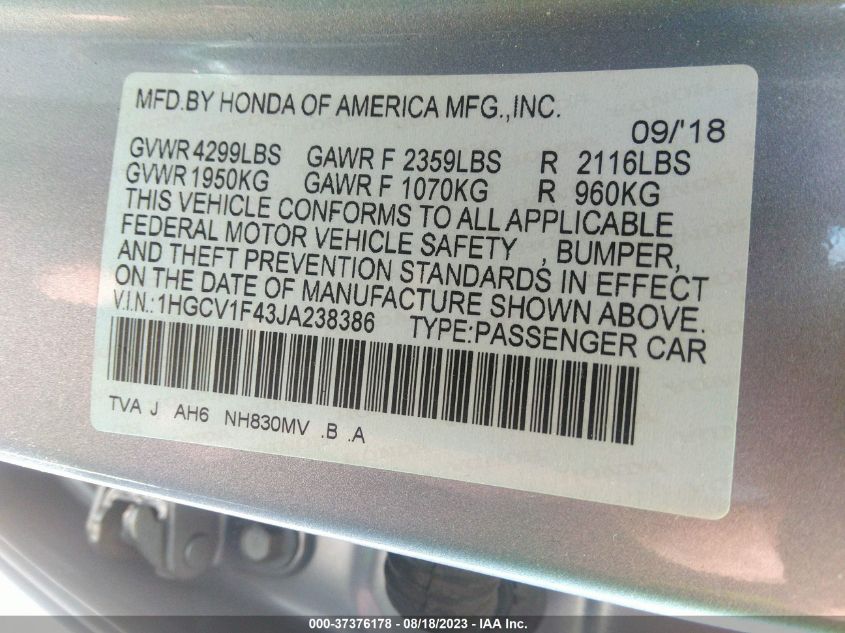 MFD.BY HONDA OF AMERICA MFG.,INC.
09/'18
GVWR 4299LBS GAWR F 2359LBS R 2116LBS
GVWR 1950KG GAWR F 1070KG R 960KG
THIS VEHICLE CONFORMS TO ALL APPLICABLE
FEDERAL MOTOR VEHICLE SAFETY , BUMPER,
AND THEFT PREVENTION STANDARDS IN EFFECT
ON THE DATE OF MANUFACTURE SHOWN ABOVE.
V.I.N.:1HGCV1F43JA238386 TYPE:PASSENGER CAR
TVA J AH6 NH830MV .B .A
000-37376178 - 08/18/2023 - IAA Inc.